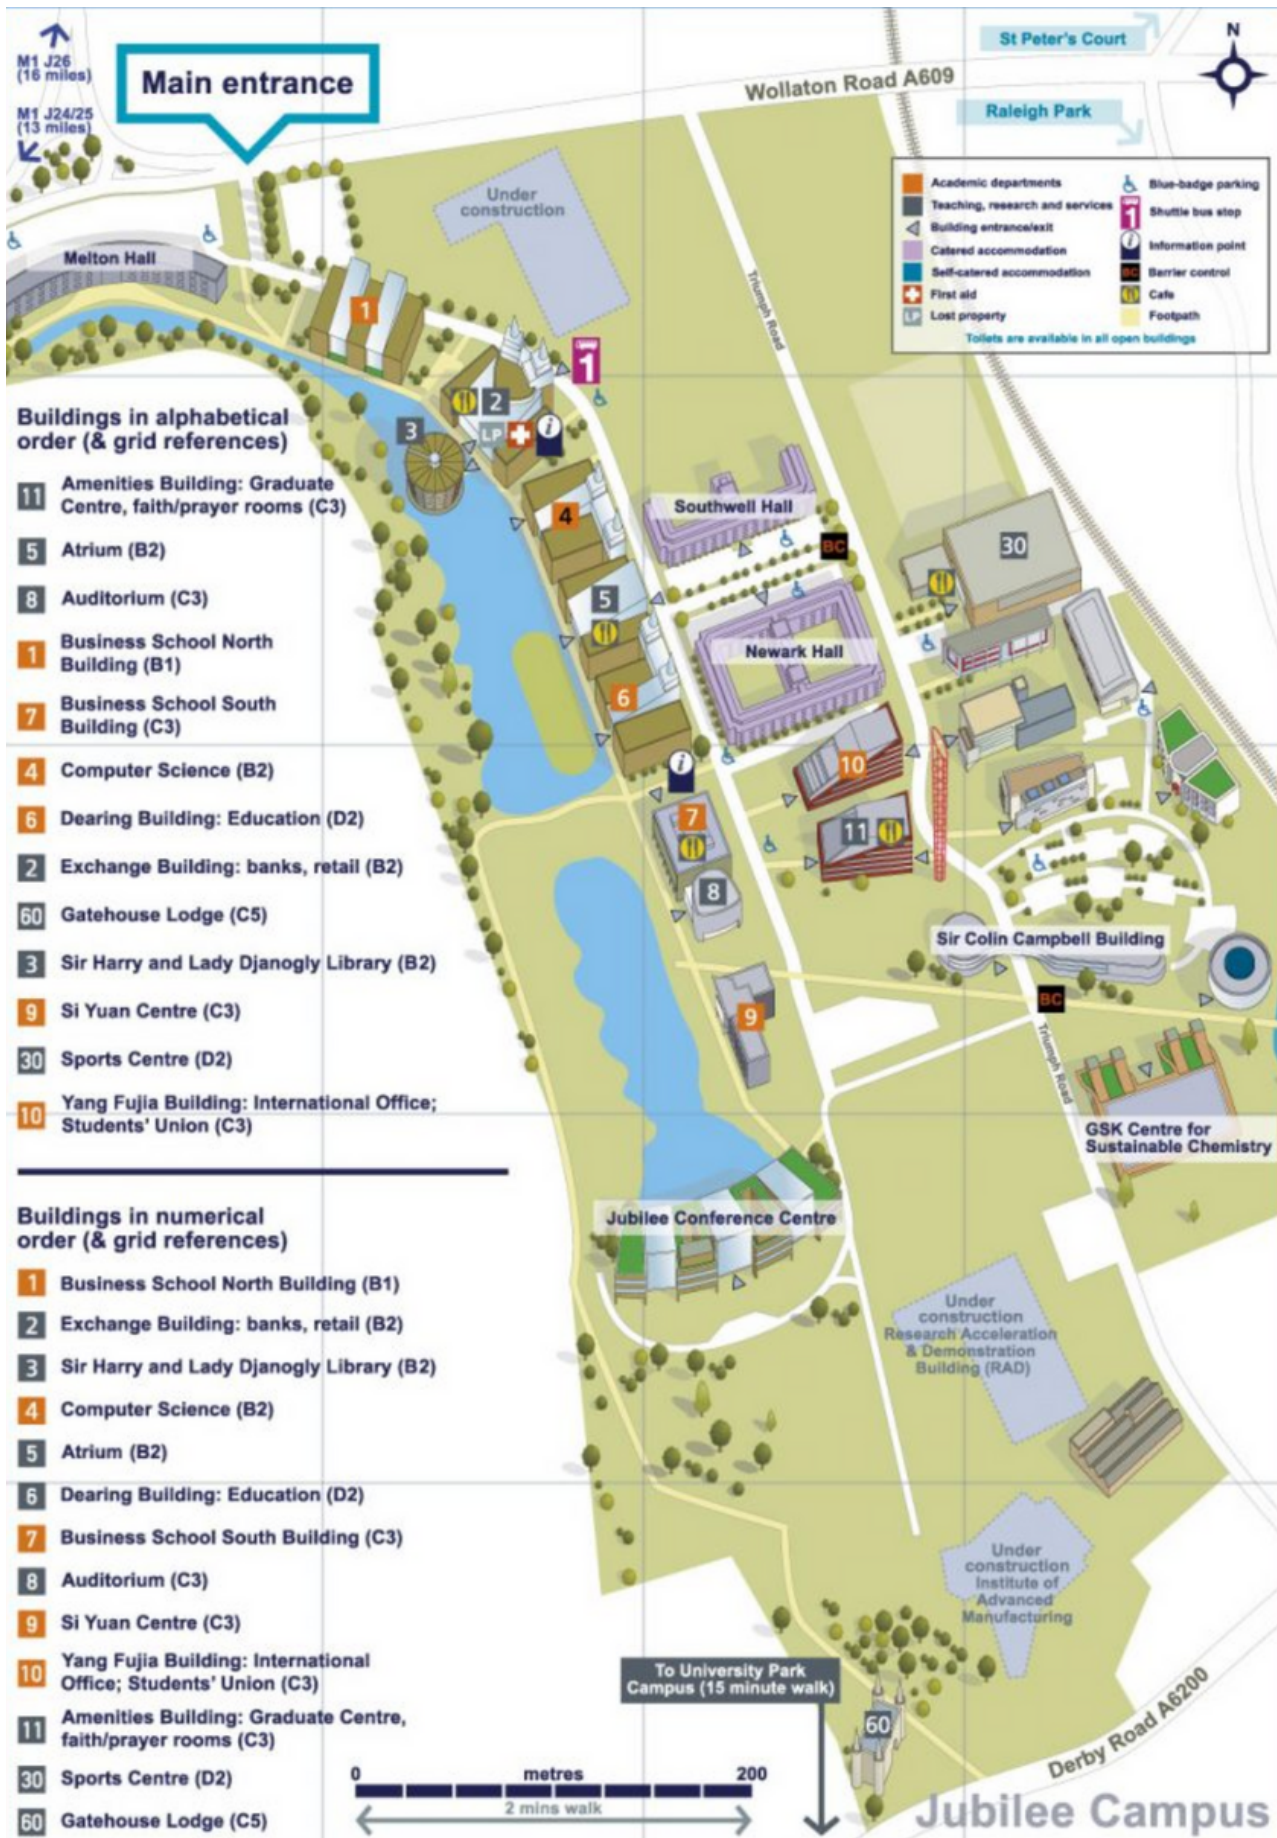 M1 J26
(16 miles)
M1 J24/25
(13 miles)
Main entrance
Wollaton Road A609
St Peter's Court
Raleigh Park
N
Academic departments
Teaching, research and services
Building entrance/exit
Catered accommodation
Self-catered accommodation
First aid
LP Lost property
Blue-badge parking
1 Shuttle bus stop
i Information point
BC Barrier control
Cafe
Footpath
Toilets are available in all open buildings
Under
construction
Melton Hall
Triumph Road
1
1
2
3
LP
i
4
5
6
Southwell Hall
BC
30
Newark Hall
i
7
8
9
10
11
Sir Colin Campbell Building
BC
Triumph Road
GSK Centre for
Sustainable Chemistry
Jubilee Conference Centre
Under
construction
Research Acceleration
& Demonstration
Building (RAD)
Under
construction
Institute of
Advanced
Manufacturing
To University Park
Campus (15 minute walk)
60
Derby Road A6200
Buildings in alphabetical
order (& grid references)
11 Amenities Building: Graduate
Centre, faith/prayer rooms (C3)
5 Atrium (B2)
8 Auditorium (C3)
1 Business School North
Building (B1)
7 Business School South
Building (C3)
4 Computer Science (B2)
6 Dearing Building: Education (D2)
2 Exchange Building: banks, retail (B2)
60 Gatehouse Lodge (C5)
3 Sir Harry and Lady Djanogly Library (B2)
9 Si Yuan Centre (C3)
30 Sports Centre (D2)
10 Yang Fujia Building: International Office;
Students' Union (C3)
Buildings in numerical
order (& grid references)
1 Business School North Building (B1)
2 Exchange Building: banks, retail (B2)
3 Sir Harry and Lady Djanogly Library (B2)
4 Computer Science (B2)
5 Atrium (B2)
6 Dearing Building: Education (D2)
7 Business School South Building (C3)
8 Auditorium (C3)
9 Si Yuan Centre (C3)
10 Yang Fujia Building: International
Office; Students' Union (C3)
11 Amenities Building: Graduate Centre,
faith/prayer rooms (C3)
30 Sports Centre (D2)
60 Gatehouse Lodge (C5)
0 metres 200
2 mins walk
Jubilee Campus